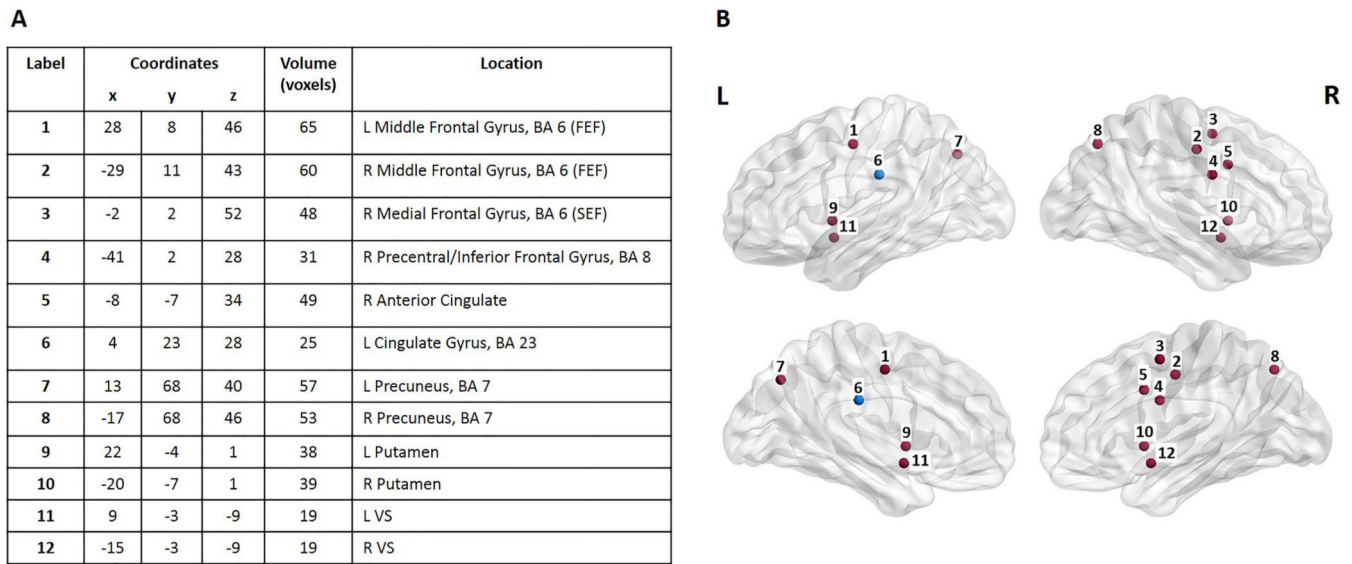 A
Label Coordinates Volume (voxels) Location
x y z
1 28 8 46 65 L Middle Frontal Gyrus, BA 6 (FEF)
2 -29 11 43 60 R Middle Frontal Gyrus, BA 6 (FEF)
3 -2 2 52 48 R Medial Frontal Gyrus, BA 6 (SEF)
4 -41 2 28 31 R Precentral/Inferior Frontal Gyrus, BA 8
5 -8 -7 34 49 R Anterior Cingulate
6 4 23 28 25 L Cingulate Gyrus, BA 23
7 13 68 40 57 L Precuneus, BA 7
8 -17 68 46 53 R Precuneus, BA 7
9 22 -4 1 38 L Putamen
10 -20 -7 1 39 R Putamen
11 9 -3 -9 19 L VS
12 -15 -3 -9 19 R VS
B
L R
1 7 6 9 11
8 3 2 5 4 10 12
7 1 6 9 11
3 2 8 5 4 10 12